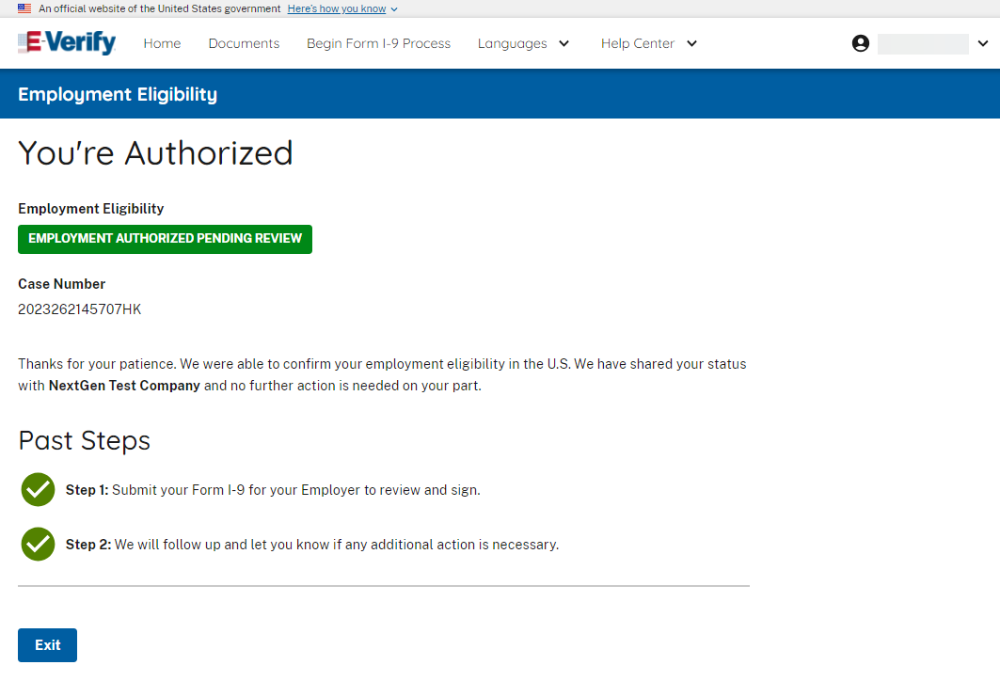 An official website of the United States government Here's how you know
E-Verify Home Documents Begin Form I-9 Process Languages Help Center
Employment Eligibility
You're Authorized
Employment Eligibility
EMPLOYMENT AUTHORIZED PENDING REVIEW
Case Number
2023262145707HK
Thanks for your patience. We were able to confirm your employment eligibility in the U.S. We have shared your status
with NextGen Test Company and no further action is needed on your part.
Past Steps
Step 1: Submit your Form I-9 for your Employer to review and sign.
Step 2: We will follow up and let you know if any additional action is necessary.
Exit